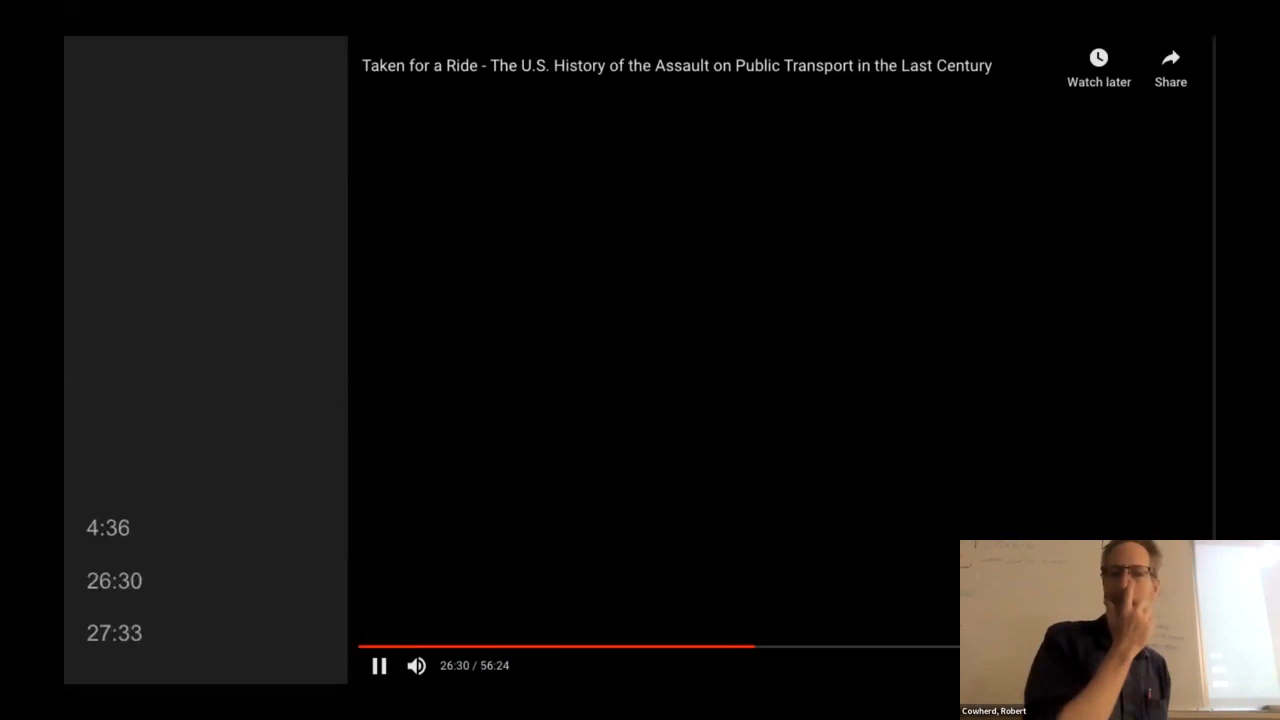 Taken for a Ride - The U.S. History of the Assault on Public Transport in the Last Century
Watch later
Share
4:36
26:30
27:33
26:30 / 56:24
Cowherd, Robert